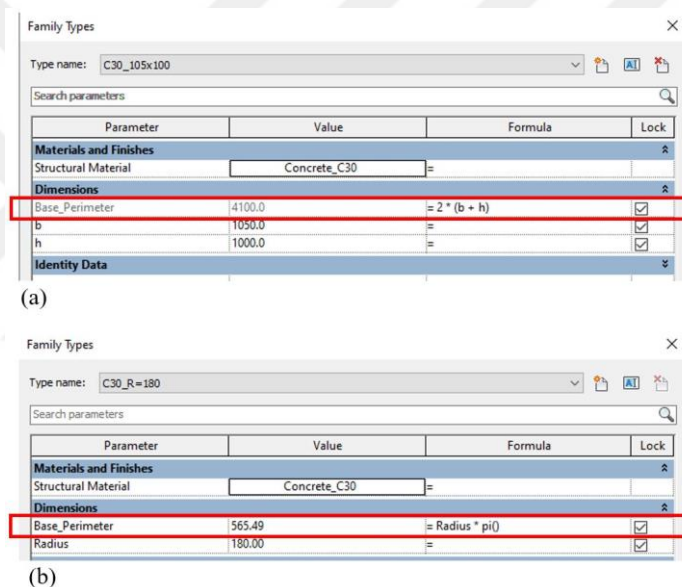 Family Types
Type name: C30_105x100
Search parameters
Parameter Value Formula Lock
Materials and Finishes
Structural Material Concrete_C30 =
Dimensions
Base_Perimeter 4100.0 = 2 * (b + h)
b 1050.0 =
h 1000.0 =
Identity Data
(a)
Family Types
Type name: C30_R=180
Search parameters
Parameter Value Formula Lock
Materials and Finishes
Structural Material Concrete_C30 =
Dimensions
Base_Perimeter 565.49 = Radius * pi()
Radius 180.00 =
(b)